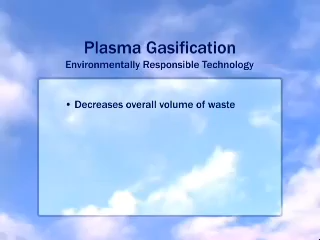 Plasma Gasification
Environmentally Responsible Technology
• Decreases overall volume of waste